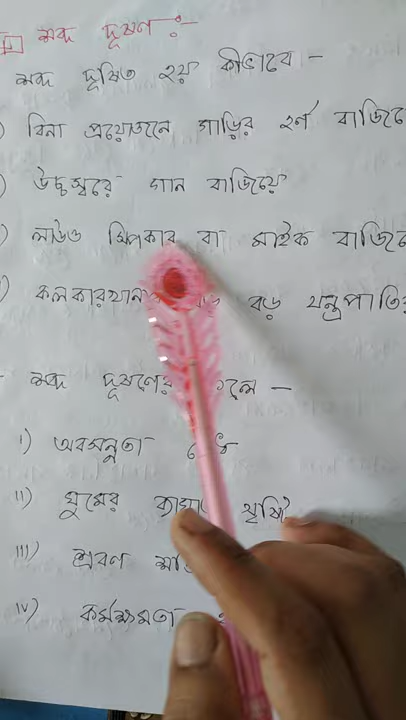 শব্দ দূষণ :-
শব্দ দূষিত হয় কীভাবে -
বিনা প্রয়োজনে গাড়ির হর্ণ বাজিয়ে
উচ্চস্বরে গান বাজিয়ে
লাউড স্পিকার বা মাইক বাজিয়ে
কলকারখানা বড় যন্ত্রপাতির
শব্দ দূষণের ফলে -
i) অবসন্নতা
ii) ঘুমের ব্যাঘাত সৃষ্টি
iii) শ্রবণ
iv) কর্মক্ষমতা